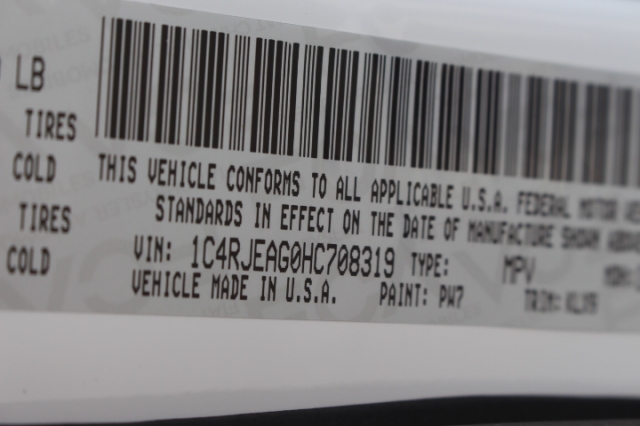 LB
TIRES
COLD
TIRES
COLD
THIS VEHICLE CONFORMS TO ALL APPLICABLE U.S.A. FEDERAL MOTOR
STANDARDS IN EFFECT ON THE DATE OF MANUFACTURE SHOWN
VIN: 1C4RJEAG0HC708319 TYPE: MPV
VEHICLE MADE IN U.S.A. PAINT: PW7 TRIM: